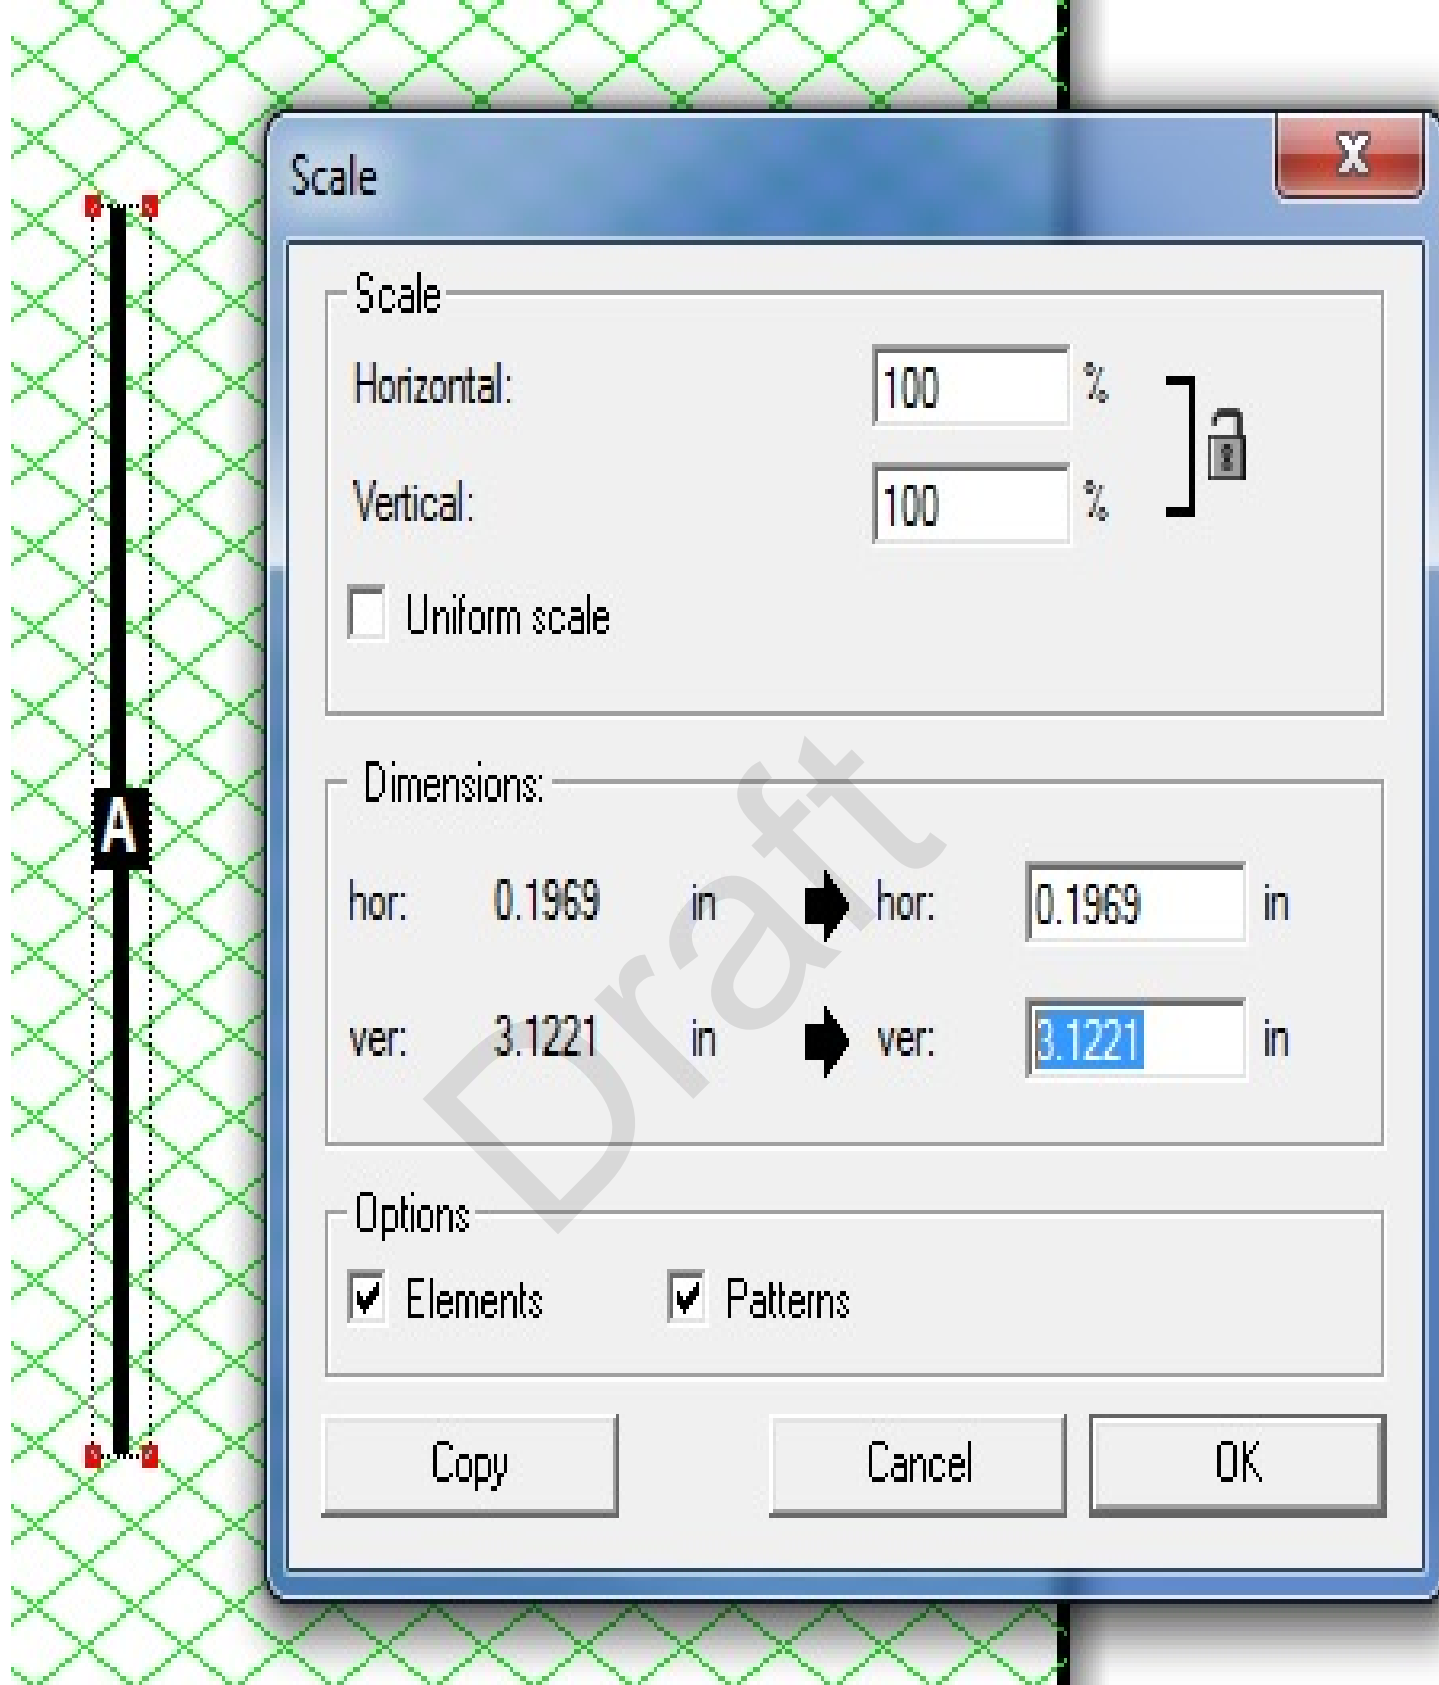 Scale
X
Scale
Horizontal: 100 %
Vertical: 100 %
Uniform scale
A
Dimensions:
hor: 0.1969 in hor: 0.1969 in
ver: 3.1221 in ver: 3.1221 in
Draft
Options
Elements Patterns
Copy Cancel OK